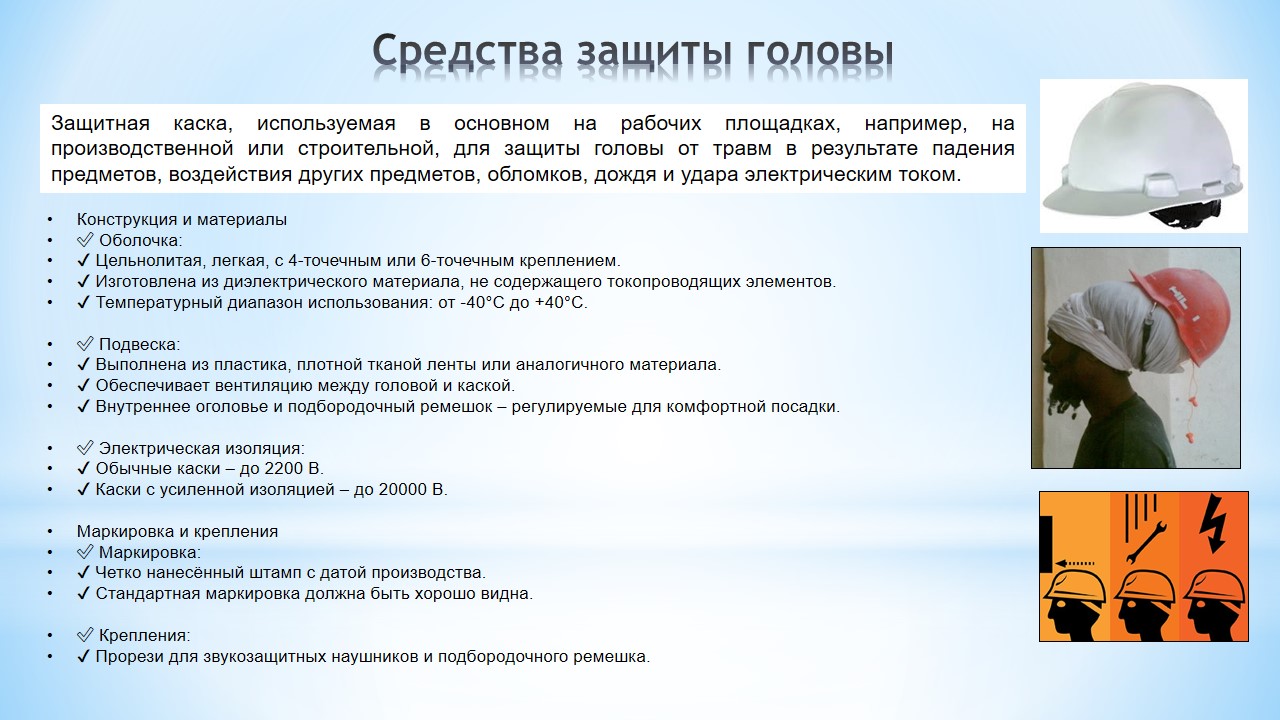 Средства защиты головы
Защитная каска, используемая в основном на рабочих площадках, например, на
производственной или строительной, для защиты головы от травм в результате падения
предметов, воздействия других предметов, обломков, дождя и удара электрическим током.
• Конструкция и материалы
• ✅ Оболочка:
• ✔ Цельнолитая, легкая, с 4-точечным или 6-точечным креплением.
• ✔ Изготовлена из диэлектрического материала, не содержащего токопроводящих элементов.
• ✔ Температурный диапазон использования: от -40°C до +40°C.
• ✅ Подвеска:
• ✔ Выполнена из пластика, плотной тканой ленты или аналогичного материала.
• ✔ Обеспечивает вентиляцию между головой и каской.
• ✔ Внутреннее оголовье и подбородочный ремешок – регулируемые для комфортной посадки.
• ✅ Электрическая изоляция:
• ✔ Обычные каски – до 2200 В.
• ✔ Каски с усиленной изоляцией – до 20000 В.
• Маркировка и крепления
• ✅ Маркировка:
• ✔ Четко нанесённый штамп с датой производства.
• ✔ Стандартная маркировка должна быть хорошо видна.
• ✅ Крепления:
• ✔ Прорези для звукозащитных наушников и подбородочного ремешка.